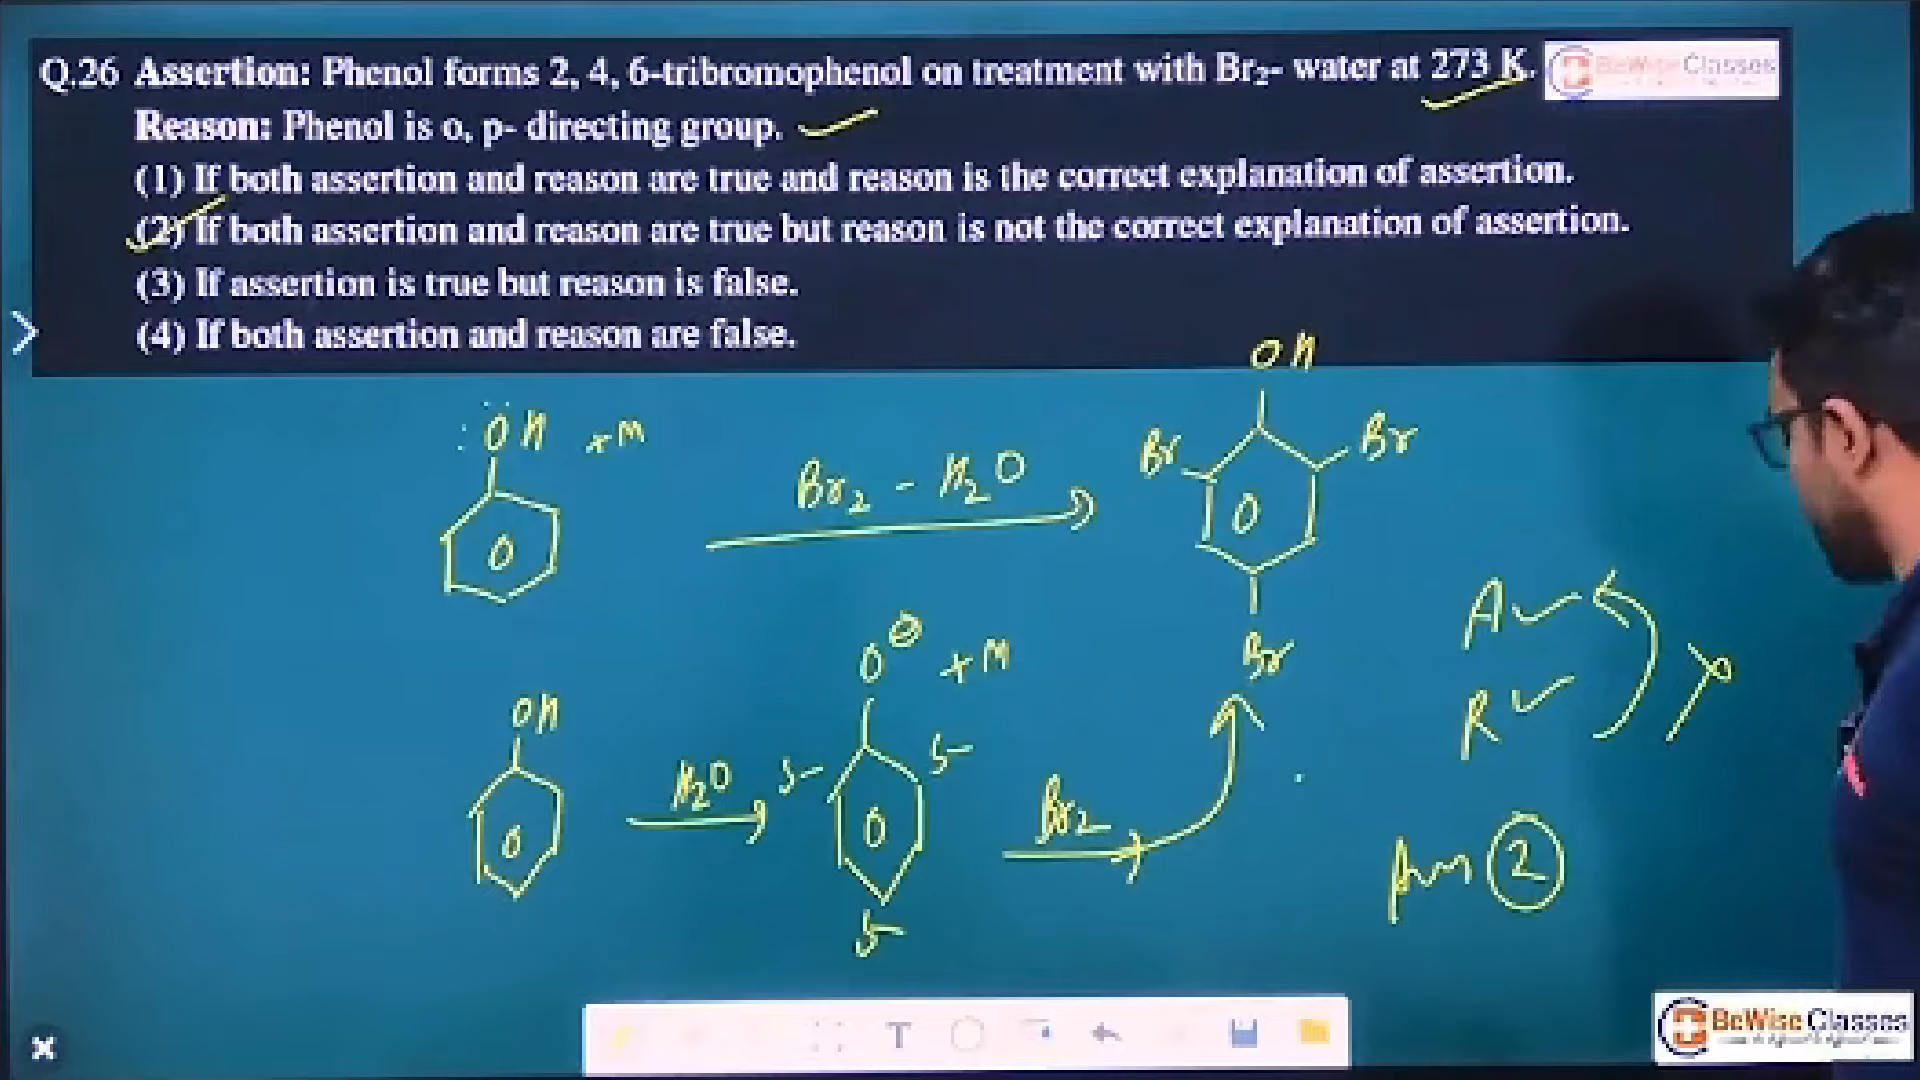 Q.26 Assertion: Phenol forms 2, 4, 6-tribromophenol on treatment with Br₂- water at 273 K.
BeWise Classes
Reason: Phenol is o, p- directing group.
(1) If both assertion and reason are true and reason is the correct explanation of assertion.
(2) If both assertion and reason are true but reason is not the correct explanation of assertion.
(3) If assertion is true but reason is false.
(4) If both assertion and reason are false.
OH
OH +M
Br₂ - H₂O
Br
Br
O⊖ +M
Br
A
R
OH
H₂O
δ-
δ-
Br₂
δ-
Ans 2
T
BeWise Classes